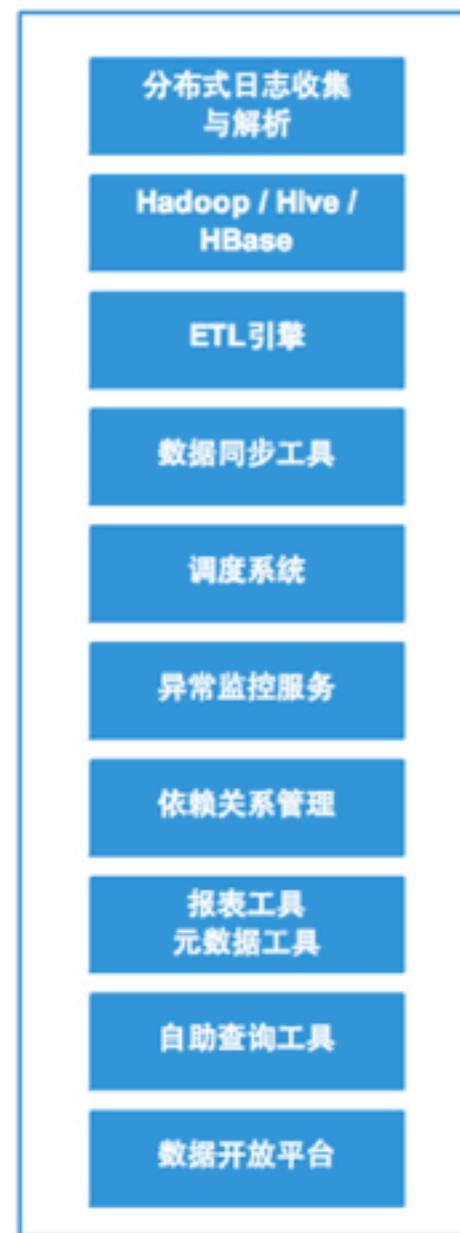 分布式日志收集
与解析
Hadoop / Hive /
HBase
ETL引擎
数据同步工具
调度系统
异常监控服务
依赖关系管理
报表工具
元数据工具
自助查询工具
数据开放平台